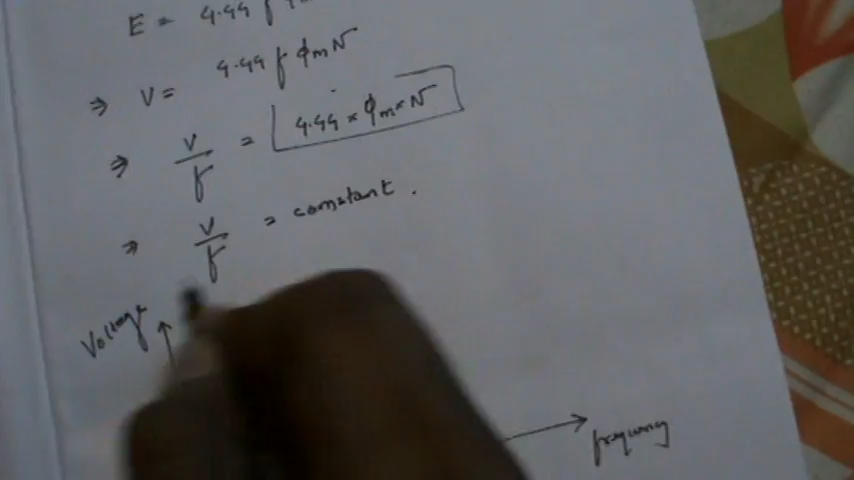 E = 4.44 f
⇒ V = 4.44 f ϕm N
⇒ V/f = 4.44 × ϕm × N
⇒ V/f = constant.
Voltage
frequency